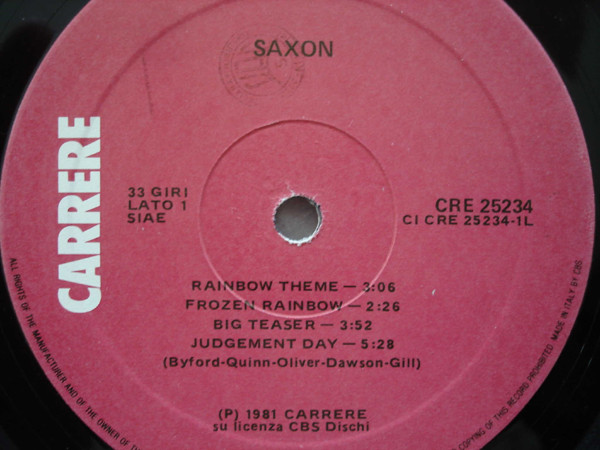 SAXON
CARRERE
33 GIRI
LATO 1
SIAE
CRE 25234
CI CRE 25234-1L
RAINBOW THEME — 3:06
FROZEN RAINBOW — 2:26
BIG TEASER — 3:52
JUDGEMENT DAY — 5:28
(Byford-Quinn-Oliver-Dawson-Gill)
(P) 1981 CARRERE
su licenza CBS Dischi
ALL RIGHTS OF THE MANUFACTURER AND OF THE OWNER OF
OF THIS RECORD PROHIBITED. MADE IN ITALY BY CBS.